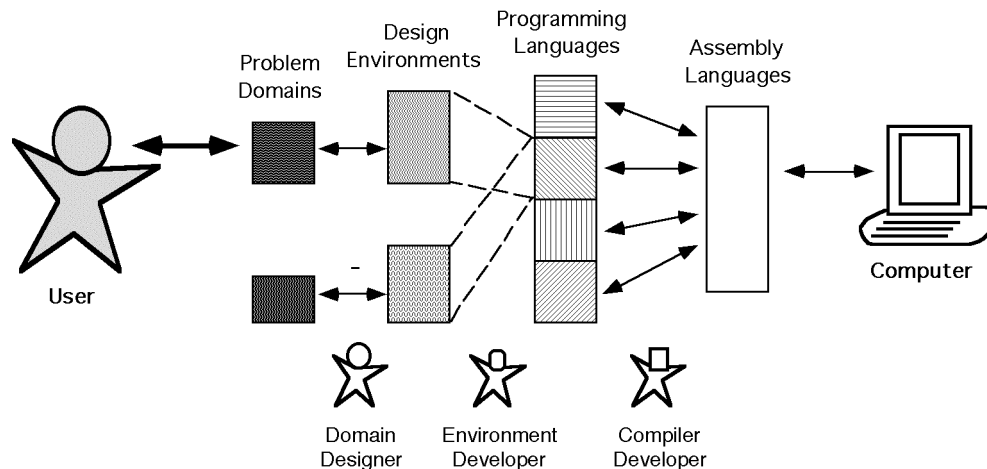 Programming
Languages
Design
Environments
Assembly
Languages
Problem
Domains
User
Computer
Domain
Designer
Environment
Developer
Compiler
Developer